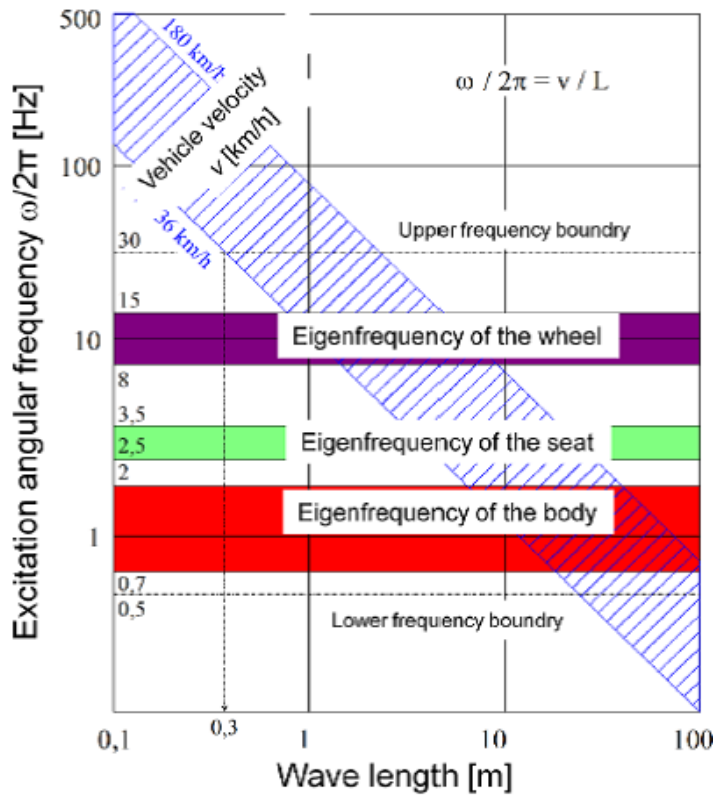 500
180 km/h
ω / 2π = v / L
Vehicle velocity
v [km/h]
100
36 km/h
Upper frequency boundry
30
15
Eigenfrequency of the wheel
10
8
3,5
Eigenfrequency of the seat
2,5
2
Eigenfrequency of the body
1
0,7
0,5
Lower frequency boundry
Excitation angular frequency ω/2π [Hz]
0,3
0,1
1
10
100
Wave length [m]